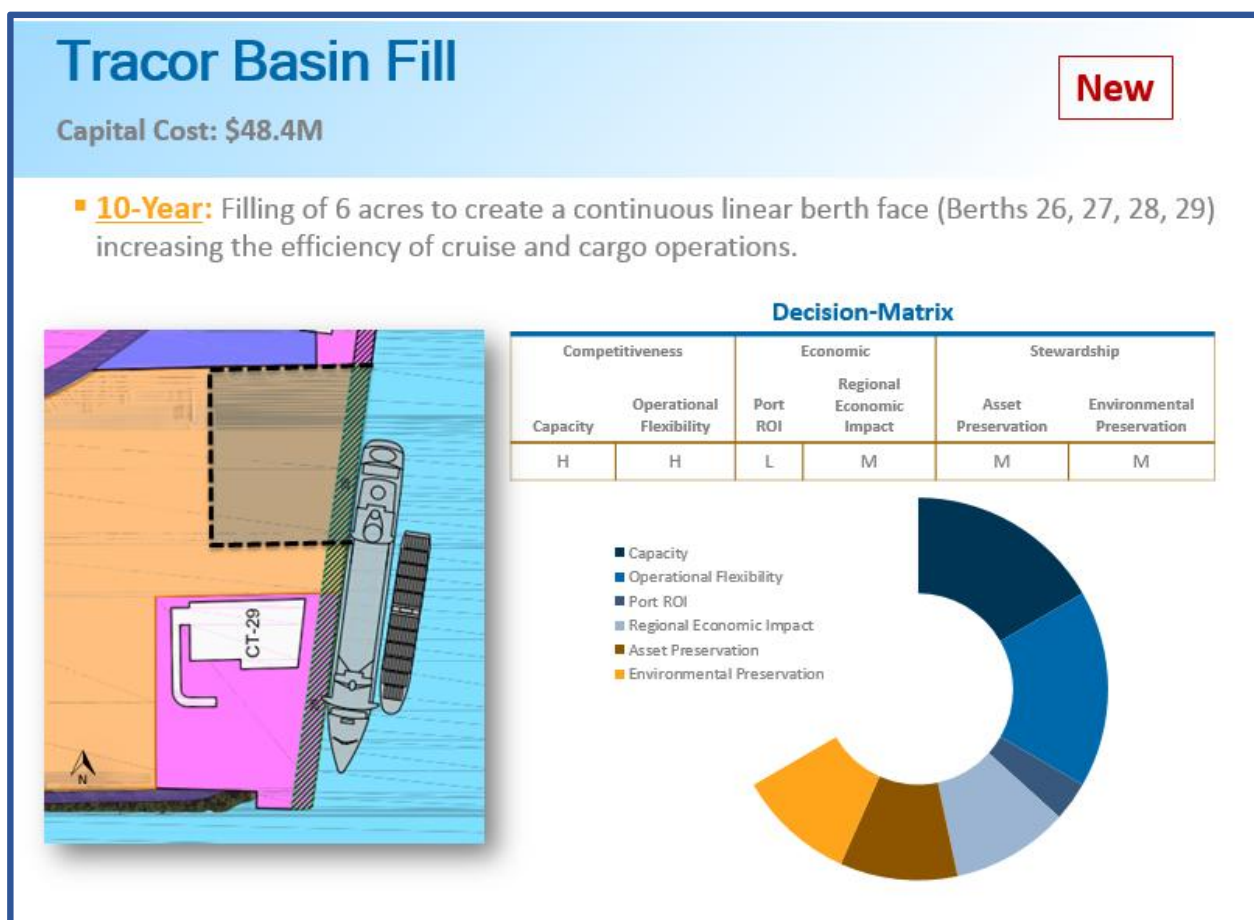 Tracor Basin Fill
New
Capital Cost: $48.4M
▪ 10-Year: Filling of 6 acres to create a continuous linear berth face (Berths 26, 27, 28, 29)
increasing the efficiency of cruise and cargo operations.
Decision-Matrix
Competitiveness Economic Stewardship
Capacity Operational Flexibility Port ROI Regional Economic Impact Asset Preservation Environmental Preservation
H H L M M M
CT-29
N
Capacity
Operational Flexibility
Port ROI
Regional Economic Impact
Asset Preservation
Environmental Preservation